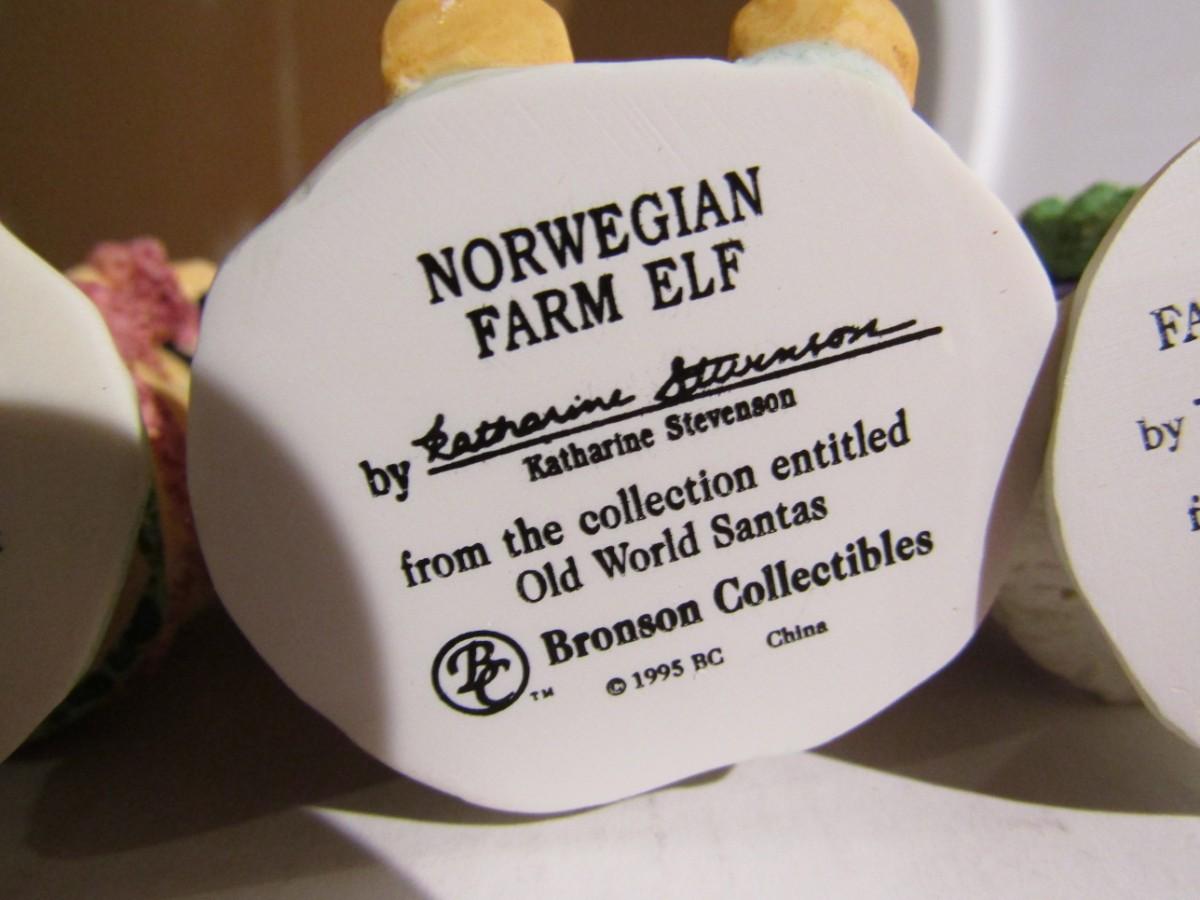 NORWEGIAN
FARM ELF
by Katharine Stevenson
Katharine Stevenson
from the collection entitled
Old World Santas
BC ™ Bronson Collectibles
© 1995 BC China
FA
by